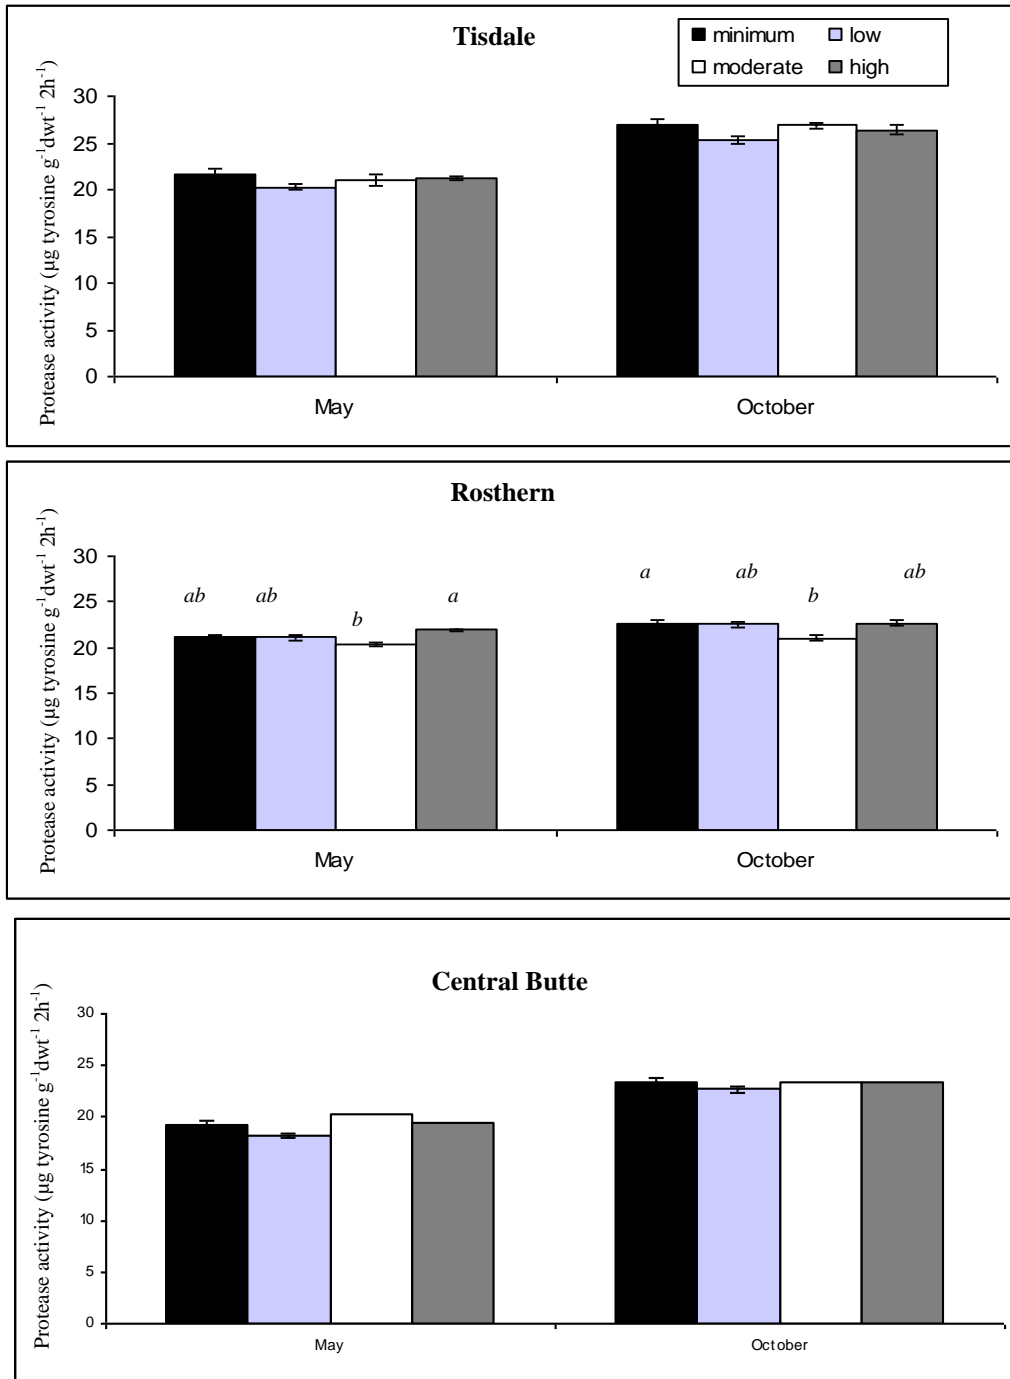 Tisdale
minimum low
moderate high
Protease activity (µg tyrosine g⁻¹dwt⁻¹ 2h⁻¹)
30
25
20
15
10
5
0
May October
Rosthern
Protease activity (µg tyrosine g⁻¹dwt⁻¹ 2h⁻¹)
30
25
20
15
10
5
0
ab ab b a a ab b ab
May October
Central Butte
Protease activity (µg tyrosine g⁻¹dwt⁻¹ 2h⁻¹)
30
25
20
15
10
5
0
May October